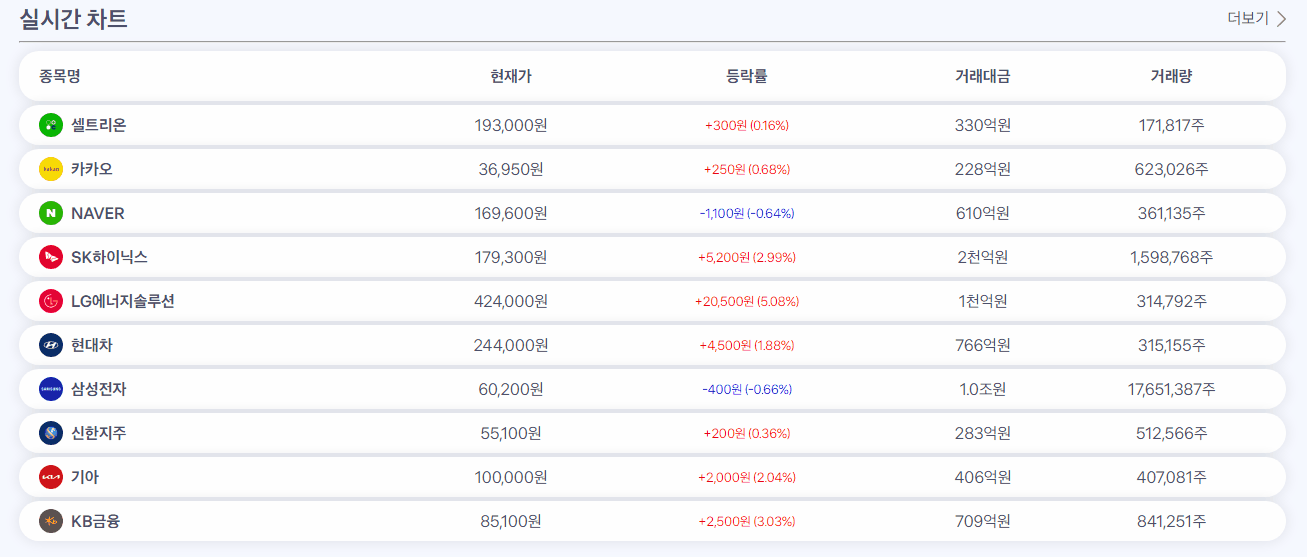 실시간 차트 더보기
종목명 현재가 등락률 거래대금 거래량
셀트리온 193,000원 +300원 (0.16%) 330억원 171,817주
kakao 카카오 36,950원 +250원 (0.68%) 228억원 623,026주
N NAVER 169,600원 -1,100원 (-0.64%) 610억원 361,135주
SK하이닉스 179,300원 +5,200원 (2.99%) 2천억원 1,598,768주
LG에너지솔루션 424,000원 +20,500원 (5.08%) 1천억원 314,792주
현대차 244,000원 +4,500원 (1.88%) 766억원 315,155주
SAMSUNG 삼성전자 60,200원 -400원 (-0.66%) 1.0조원 17,651,387주
신한지주 55,100원 +200원 (0.36%) 283억원 512,566주
KIA 기아 100,000원 +2,000원 (2.04%) 406억원 407,081주
Kb KB금융 85,100원 +2,500원 (3.03%) 709억원 841,251주